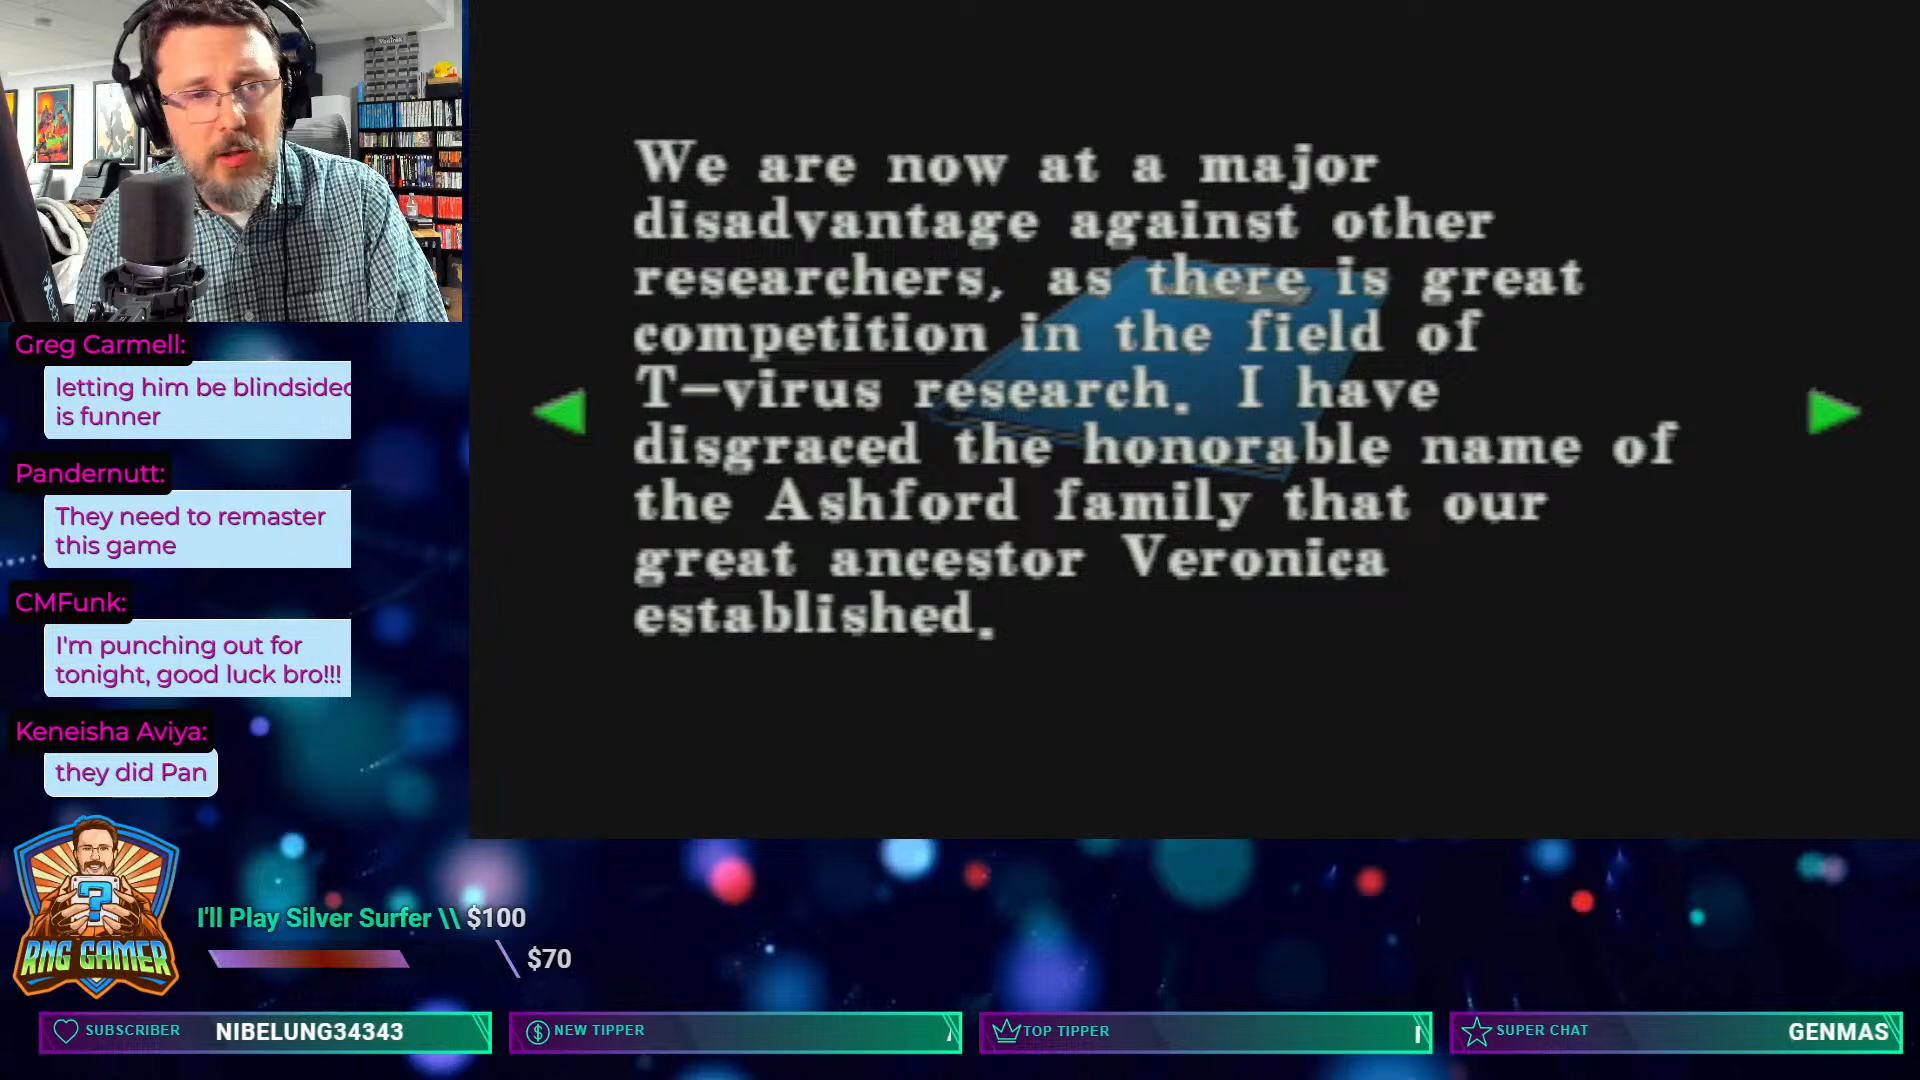 We are now at a major
disadvantage against other
researchers, as there is great
competition in the field of
T-virus research. I have
disgraced the honorable name of
the Ashford family that our
great ancestor Veronica
established.
Greg Carmell:
letting him be blindsided
is funner
Pandernutt:
They need to remaster
this game
CMFunk:
I'm punching out for
tonight, good luck bro!!!
Keneisha Aviya:
they did Pan
?
RNG GAMER
I'll Play Silver Surfer \\ $100
$70
SUBSCRIBER NIBELUNG34343
NEW TIPPER
TOP TIPPER
SUPER CHAT GENMAS